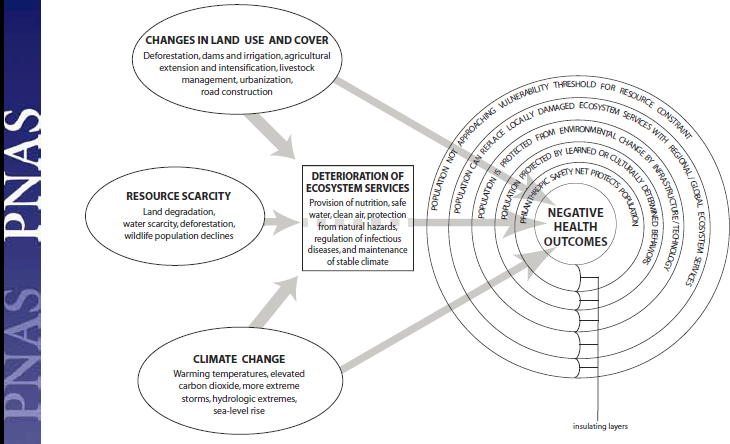 PNAS PNAS PNAS
CHANGES IN LAND USE AND COVER
Deforestation, dams and irrigation, agricultural
extension and intensification, livestock
management, urbanization,
road construction
RESOURCE SCARCITY
Land degradation,
water scarcity, deforestation,
wildlife population declines
CLIMATE CHANGE
Warming temperatures, elevated
carbon dioxide, more extreme
storms, hydrologic extremes,
sea-level rise
DETERIORATION OF
ECOSYSTEM SERVICES
Provision of nutrition, safe
water, clean air, protection
from natural hazards,
regulation of infectious
diseases, and maintenance
of stable climate
POPULATION NOT APPROACHING VULNERABILITY THRESHOLD FOR RESOURCE CONSTRAINT
POPULATION CAN REPLACE LOCALLY DAMAGED ECOSYSTEM SERVICES WITH REGIONAL/GLOBAL ECOSYSTEM SERVICES
POPULATION IS PROTECTED FROM ENVIRONMENTAL CHANGE BY INFRASTRUCTURE/TECHNOLOGY
POPULATION PROTECTED BY LEARNED OR CULTURALLY DETERMINED BEHAVIORS
PHILANTHROPIC SAFETY NET PROTECTS POPULATION
NEGATIVE
HEALTH
OUTCOMES
insulating layers